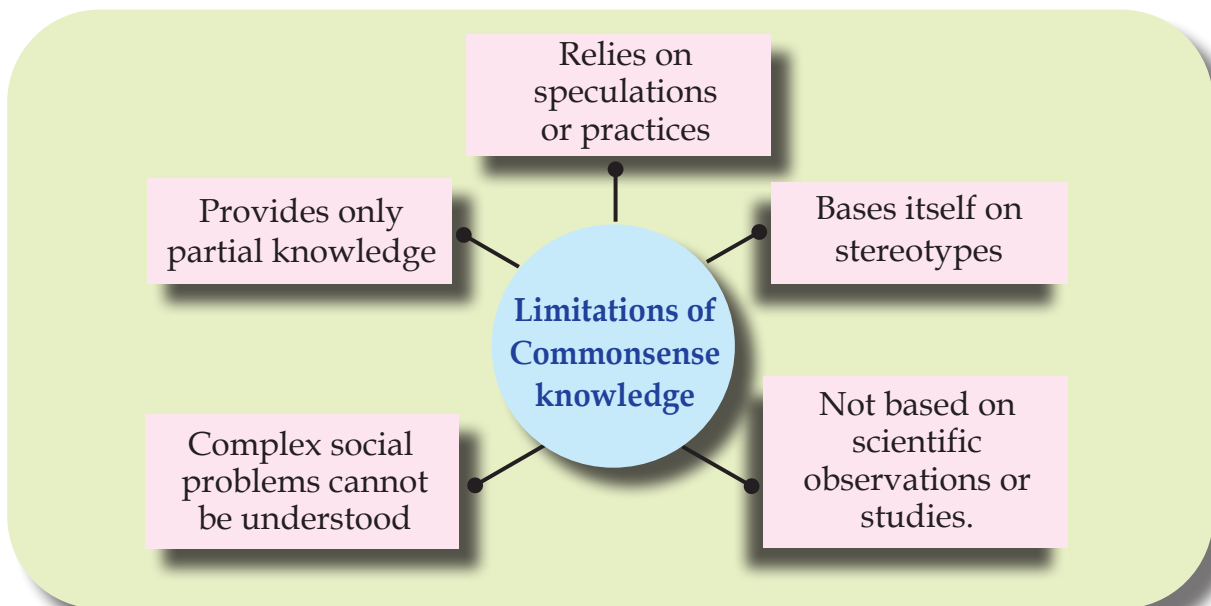 Relies on
speculations
or practices
Provides only
partial knowledge
Bases itself on
stereotypes
Limitations of
Commonsense
knowledge
Complex social
problems cannot
be understood
Not based on
scientific
observations or
studies.